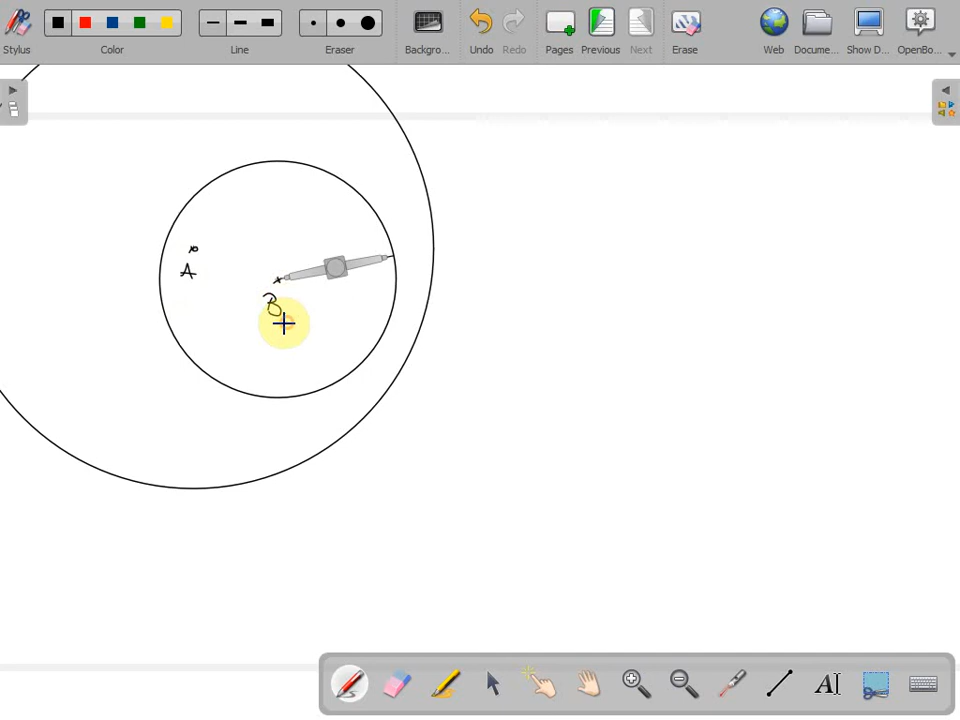 Stylus Color Line Eraser Backgro... Undo Redo Pages Previous Next Erase Web Docume... Show D... OpenBo...
A
B
A